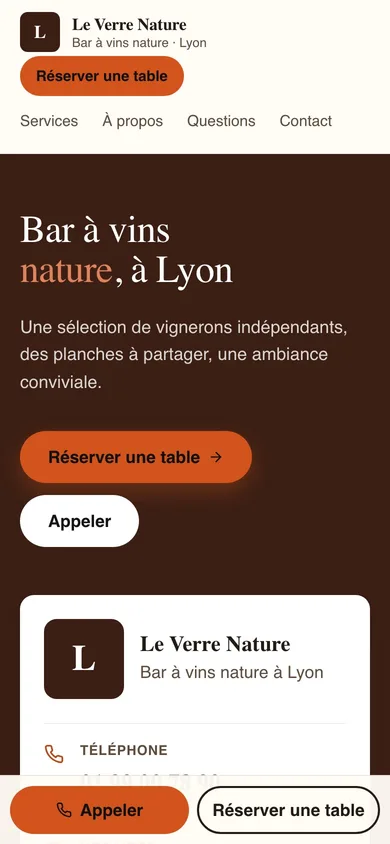 L
Le Verre Nature
Bar à vins nature · Lyon
Réserver une table
Services À propos Questions Contact
Bar à vins
nature, à Lyon
Une sélection de vignerons indépendants,
des planches à partager, une ambiance
conviviale.
Réserver une table →
Appeler
L
Le Verre Nature
Bar à vins nature à Lyon
TÉLÉPHONE
Appeler
Réserver une table